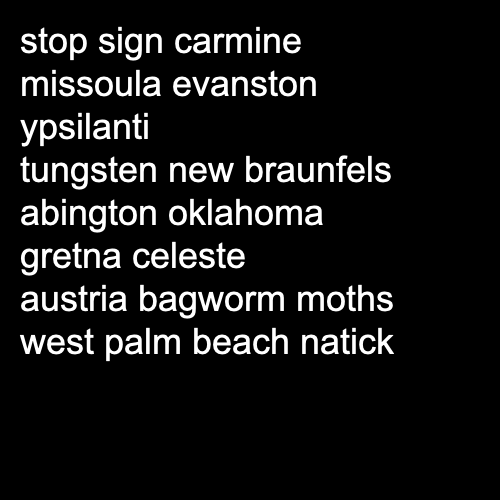 stop sign carmine
missoula evanston
ypsilanti
tungsten new braunfels
abington oklahoma
gretna celeste
austria bagworm moths
west palm beach natick